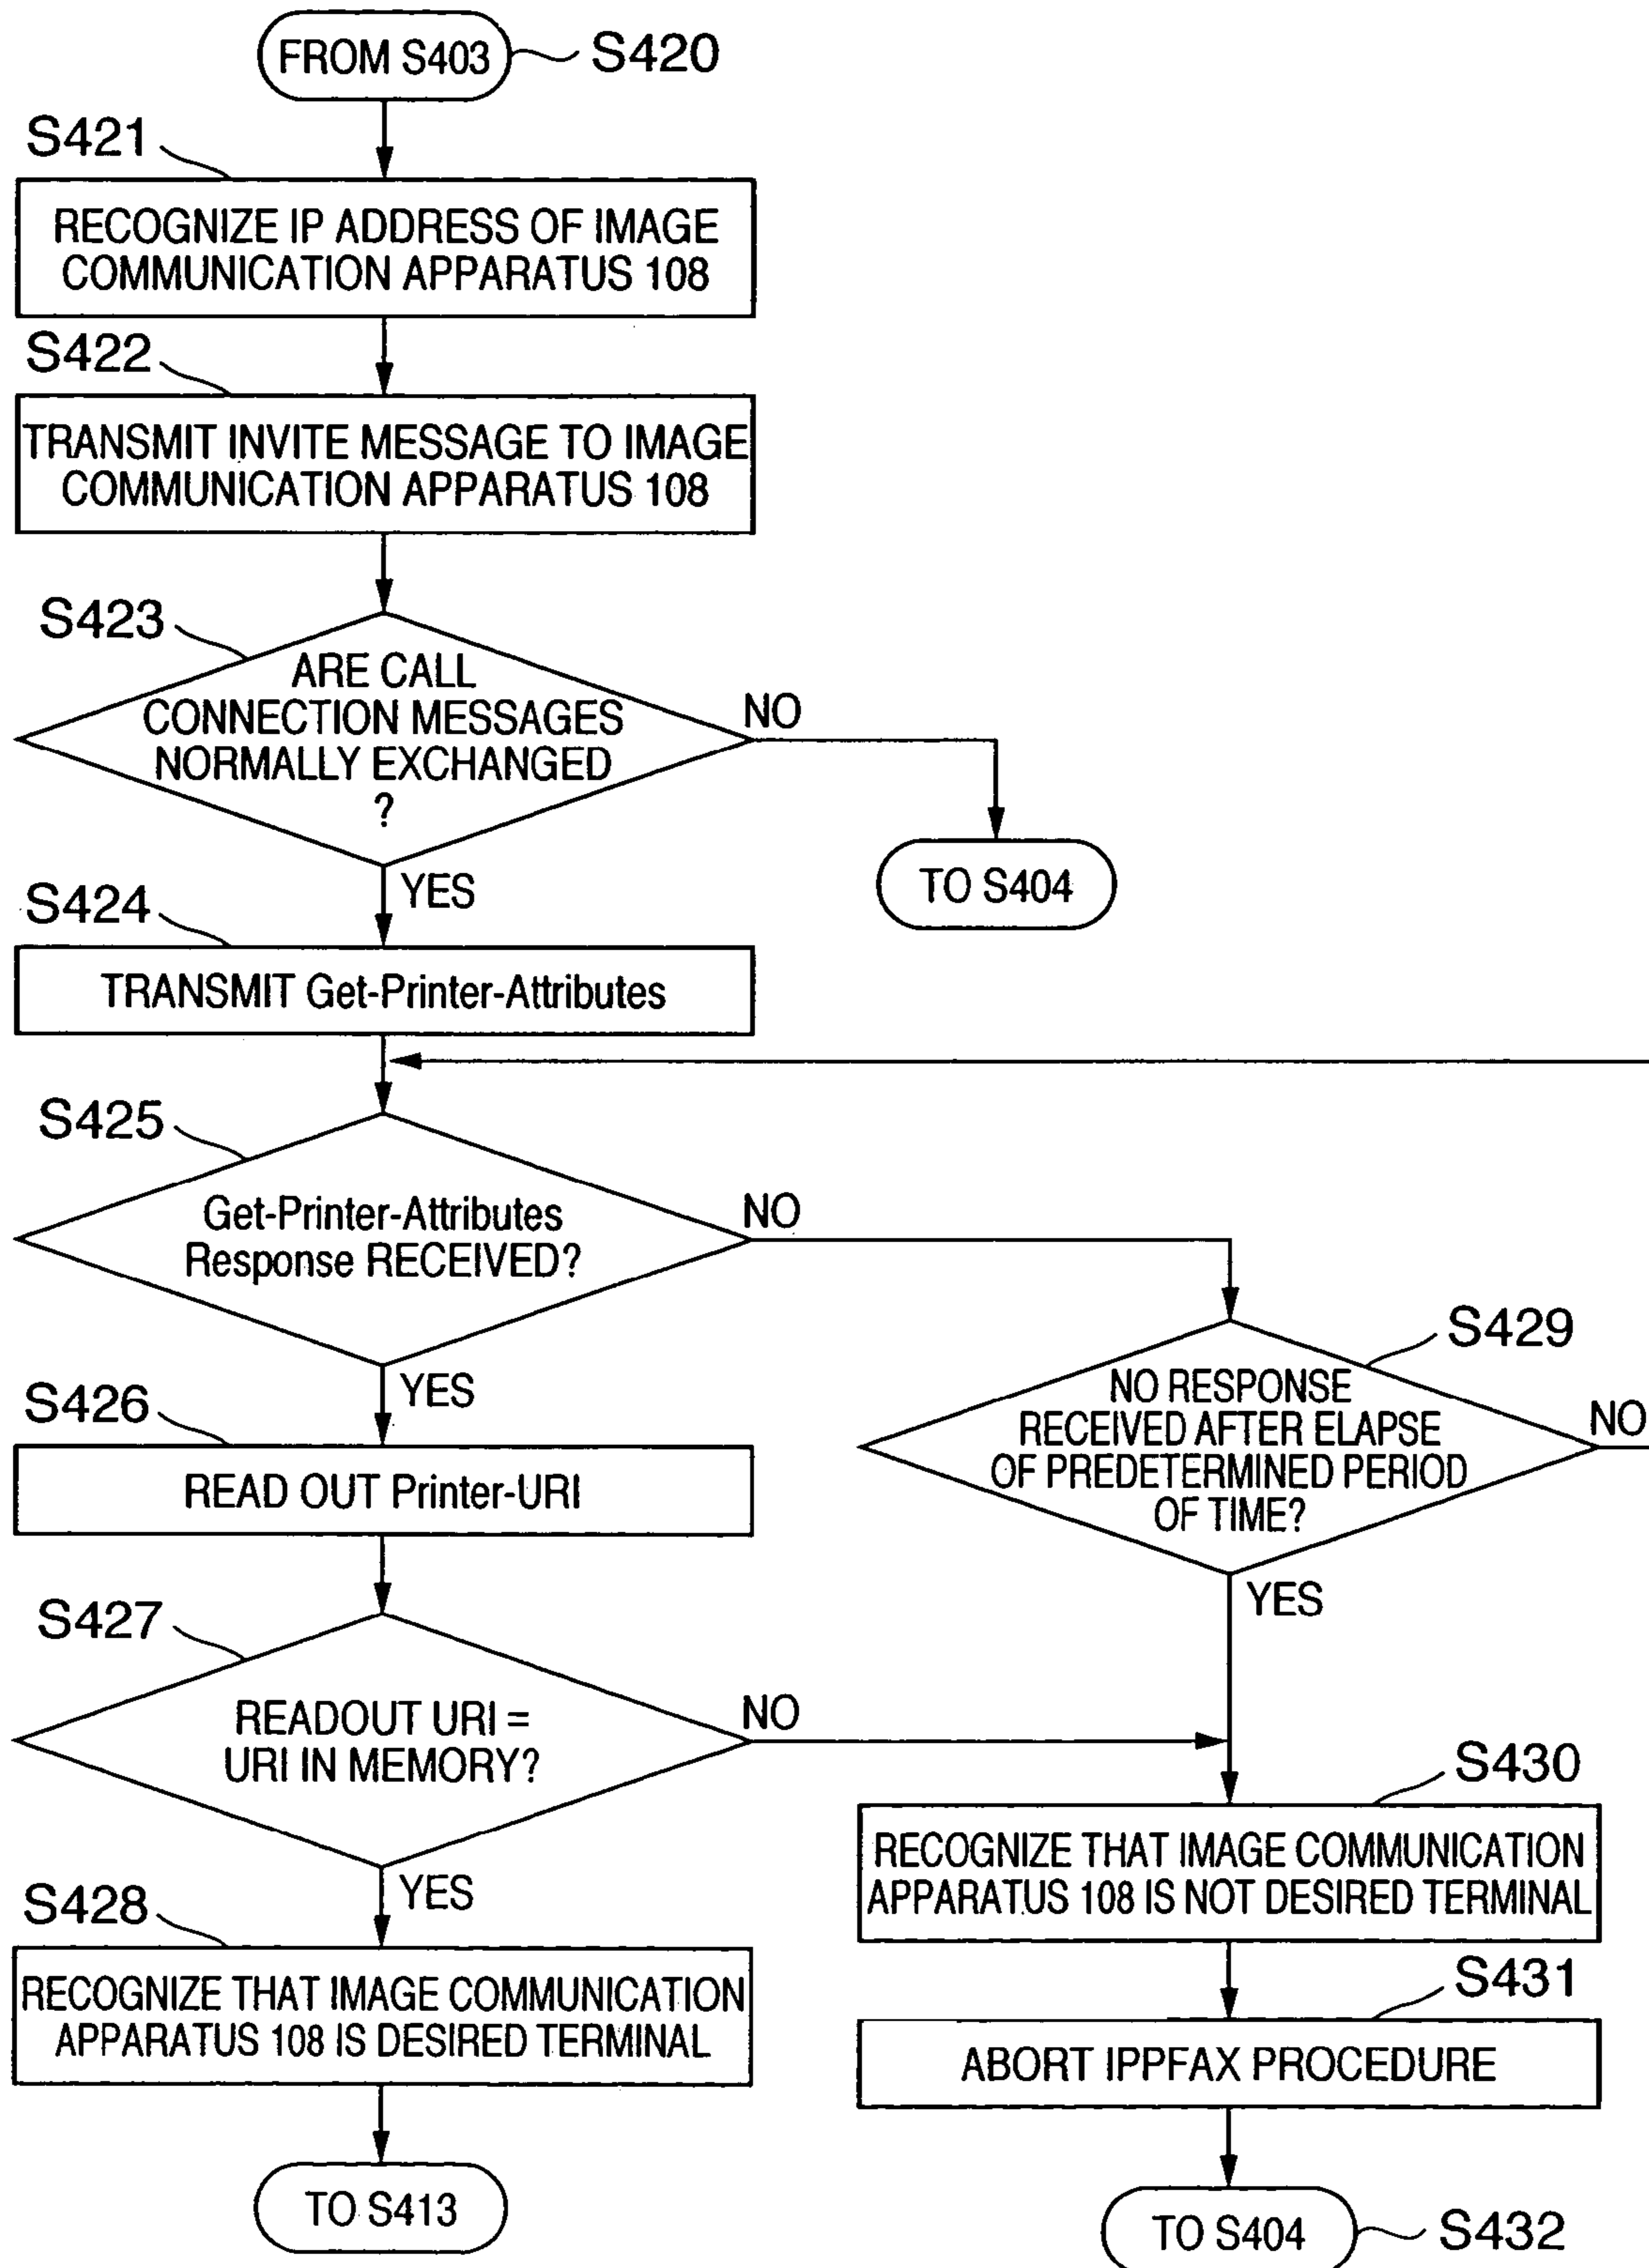 FROM S403
S420
S421
RECOGNIZE IP ADDRESS OF IMAGE
COMMUNICATION APPARATUS 108
S422
TRANSMIT INVITE MESSAGE TO IMAGE
COMMUNICATION APPARATUS 108
S423
ARE CALL
CONNECTION MESSAGES
NORMALLY EXCHANGED
?
NO
TO S404
YES
S424
TRANSMIT Get-Printer-Attributes
S425
Get-Printer-Attributes
Response RECEIVED?
NO
YES
S429
NO RESPONSE
RECEIVED AFTER ELAPSE
OF PREDETERMINED PERIOD
OF TIME?
NO
YES
S426
READ OUT Printer-URI
S427
READOUT URI =
URI IN MEMORY?
NO
YES
S430
RECOGNIZE THAT IMAGE COMMUNICATION
APPARATUS 108 IS NOT DESIRED TERMINAL
S428
RECOGNIZE THAT IMAGE COMMUNICATION
APPARATUS 108 IS DESIRED TERMINAL
S431
ABORT IPPFAX PROCEDURE
TO S413
TO S404
S432